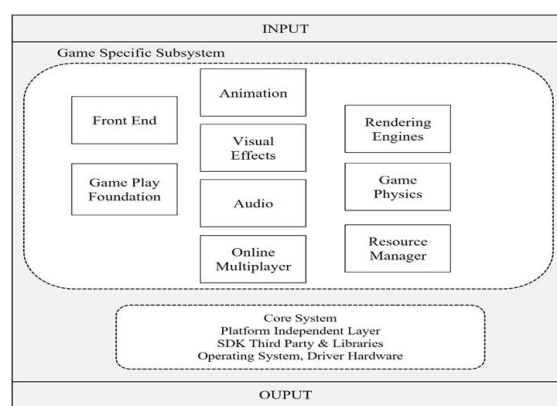 INPUT
Game Specific Subsystem
Front End
Game Play
Foundation
Animation
Visual
Effects
Audio
Online
Multiplayer
Rendering
Engines
Game
Physics
Resource
Manager
Core System
Platform Independent Layer
SDK Third Party & Libraries
Operating System, Driver Hardware
OUPUT